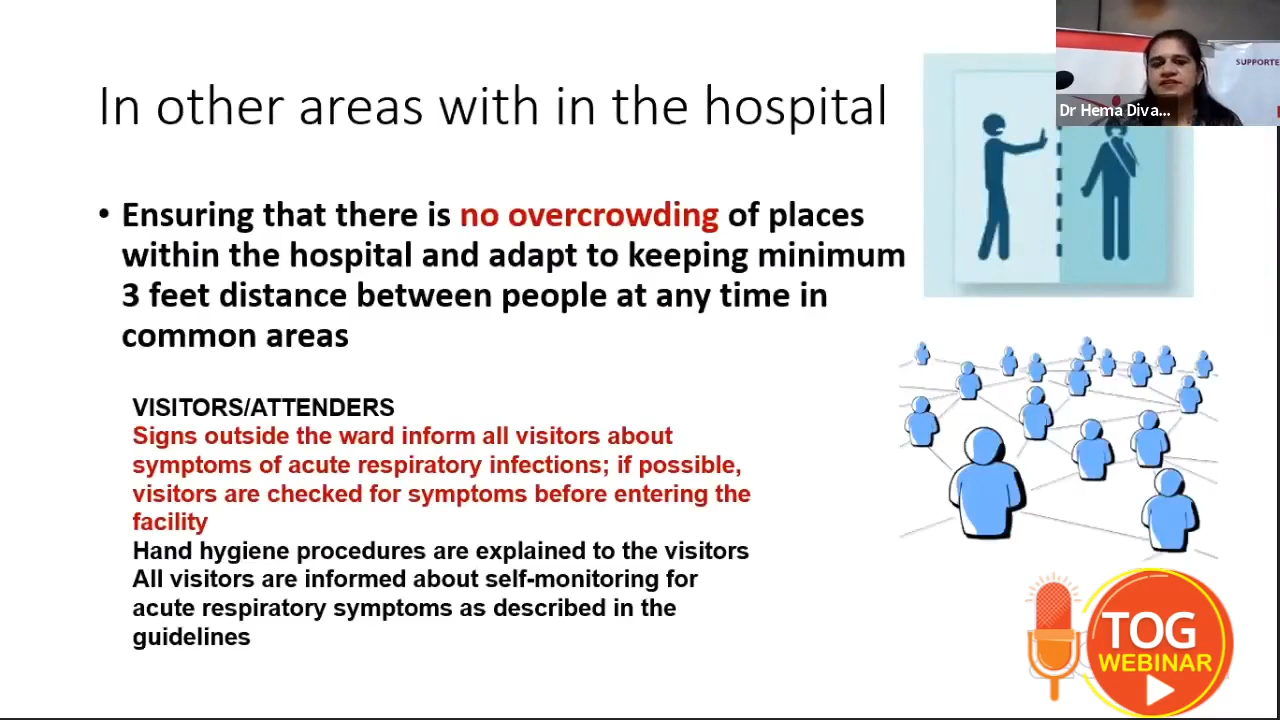 In other areas with in the hospital
SUPPORTE
Dr Hema Diva...
• Ensuring that there is no overcrowding of places
within the hospital and adapt to keeping minimum
3 feet distance between people at any time in
common areas
VISITORS/ATTENDERS
Signs outside the ward inform all visitors about
symptoms of acute respiratory infections; if possible,
visitors are checked for symptoms before entering the
facility
Hand hygiene procedures are explained to the visitors
All visitors are informed about self-monitoring for
acute respiratory symptoms as described in the
guidelines
TOG
WEBINAR